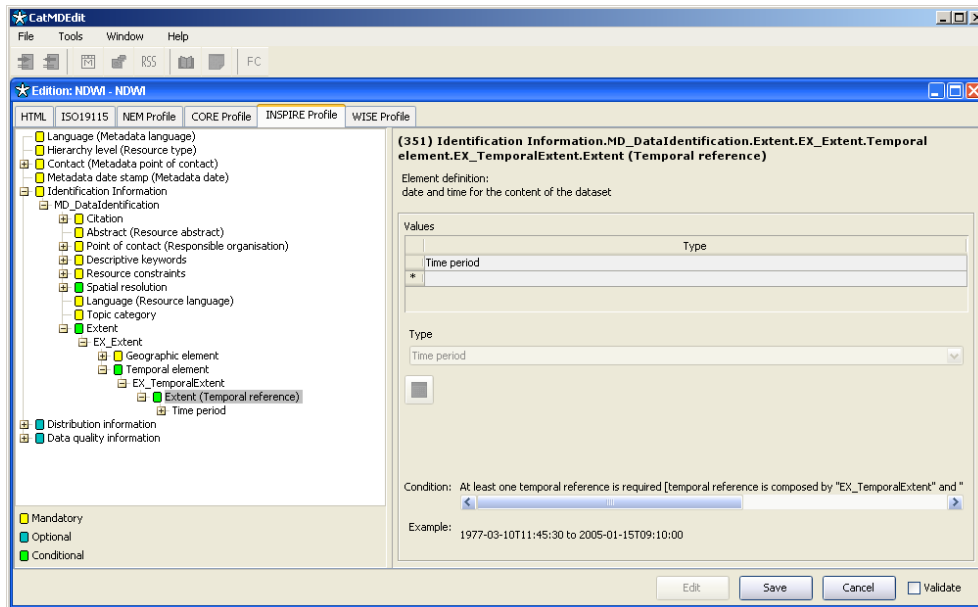 CatMDEdit
File Tools Window Help
RSS FC
Edition: NDWI - NDWI
HTML ISO19115 NEM Profile CORE Profile INSPIRE Profile WISE Profile
Language (Metadata language)
Hierarchy level (Resource type)
Contact (Metadata point of contact)
Metadata date stamp (Metadata date)
Identification Information
MD_DataIdentification
Citation
Abstract (Resource abstract)
Point of contact (Responsible organisation)
Descriptive keywords
Resource constraints
Spatial resolution
Language (Resource language)
Topic category
Extent
EX_Extent
Geographic element
Temporal element
EX_TemporalExtent
Extent (Temporal reference)
Time period
Distribution information
Data quality information
Mandatory
Optional
Conditional
(351) Identification Information.MD_DataIdentification.Extent.EX_Extent.Temporal
element.EX_TemporalExtent.Extent (Temporal reference)
Element definition:
date and time for the content of the dataset
Values
Type
Time period
*
Type
Time period
Condition: At least one temporal reference is required [temporal reference is composed by "EX_TemporalExtent" and "
Example: 1977-03-10T11:45:30 to 2005-01-15T09:10:00
Edit Save Cancel Validate